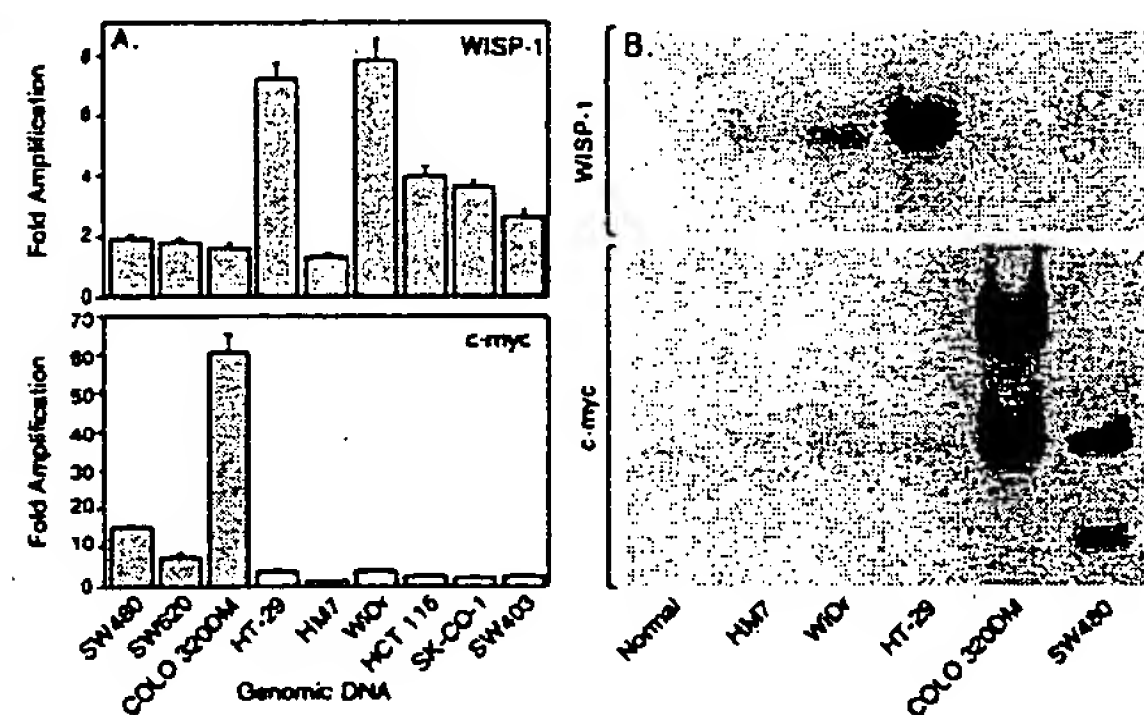 A.
WISP-1
Fold Amplification
8
6
4
2
0
c-myc
Fold Amplification
70
60
50
40
30
20
10
0
SW480
SW620
COLO 320DM
HT-29
HM7
WiDr
HCT 116
SK-CO-1
SW403
Genomic DNA
B.
WISP-1
c-myc
Normal
HM7
WiDr
HT-29
COLO 320DM
SW480